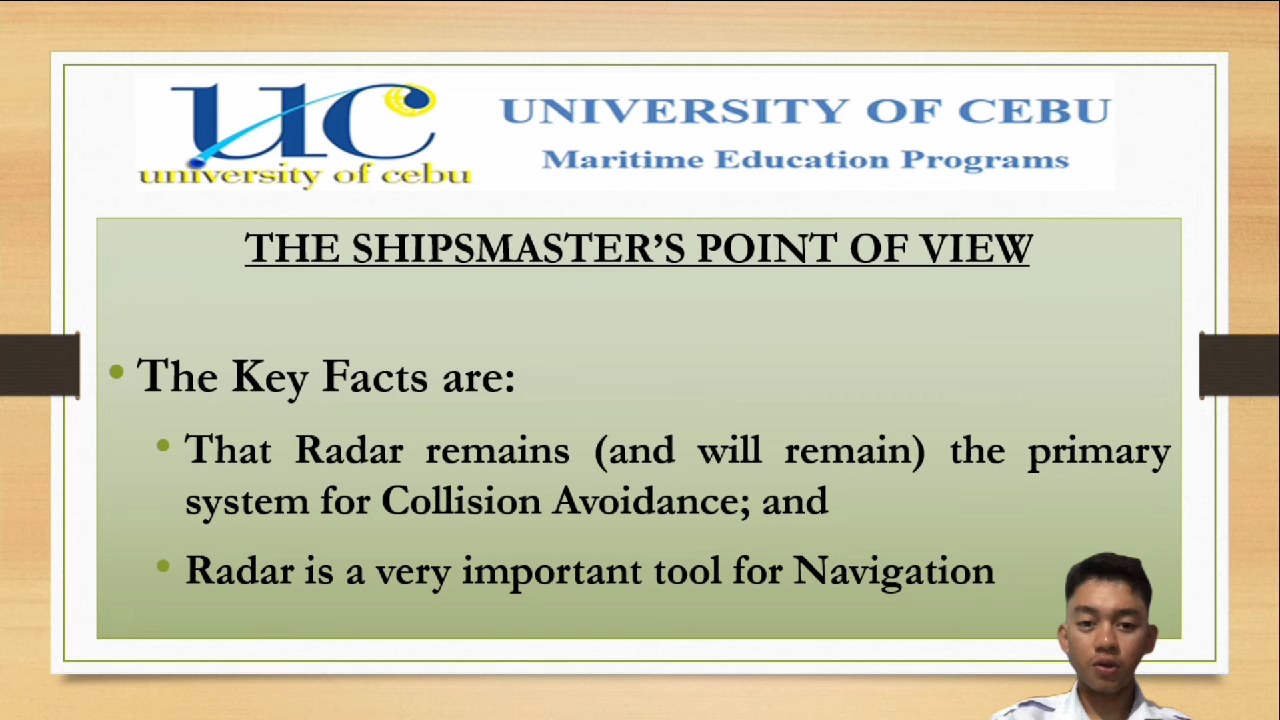 UC
university of cebu
UNIVERSITY OF CEBU
Maritime Education Programs
THE SHIPSMASTER’S POINT OF VIEW
• The Key Facts are:
• That Radar remains (and will remain) the primary
system for Collision Avoidance; and
• Radar is a very important tool for Navigation